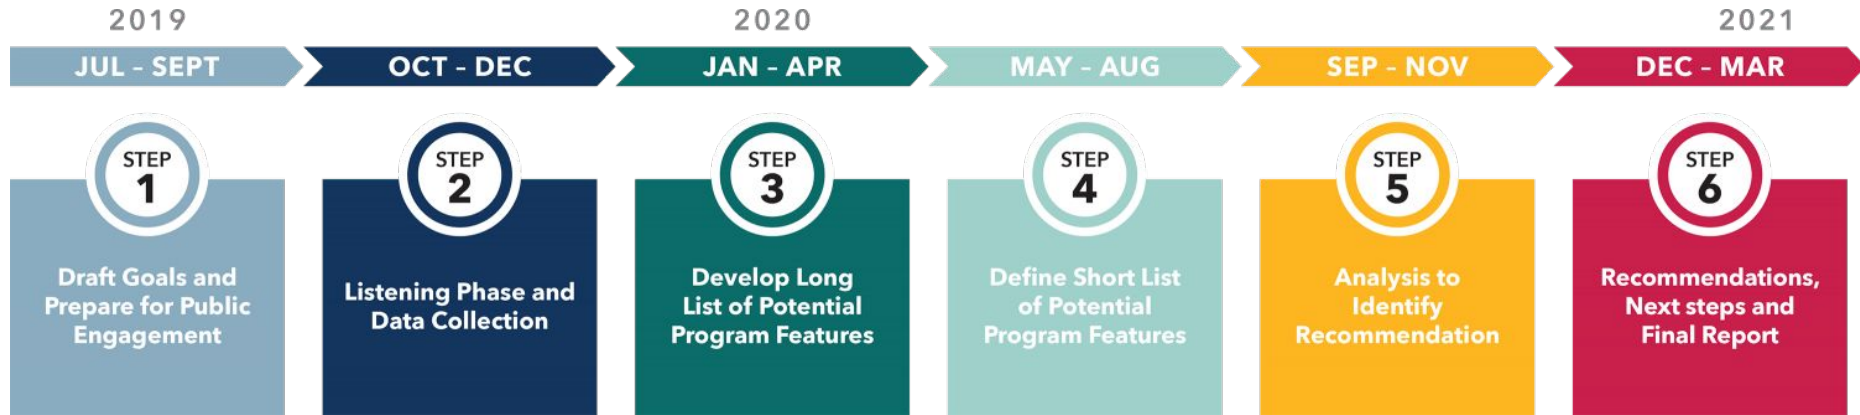 2019
2020
2021
JUL – SEPT
OCT – DEC
JAN – APR
MAY – AUG
SEP – NOV
DEC – MAR
STEP
1
Draft Goals and
Prepare for Public
Engagement
STEP
2
Listening Phase and
Data Collection
STEP
3
Develop Long
List of Potential
Program Features
STEP
4
Define Short List
of Potential
Program Features
STEP
5
Analysis to
Identify
Recommendation
STEP
6
Recommendations,
Next steps and
Final Report